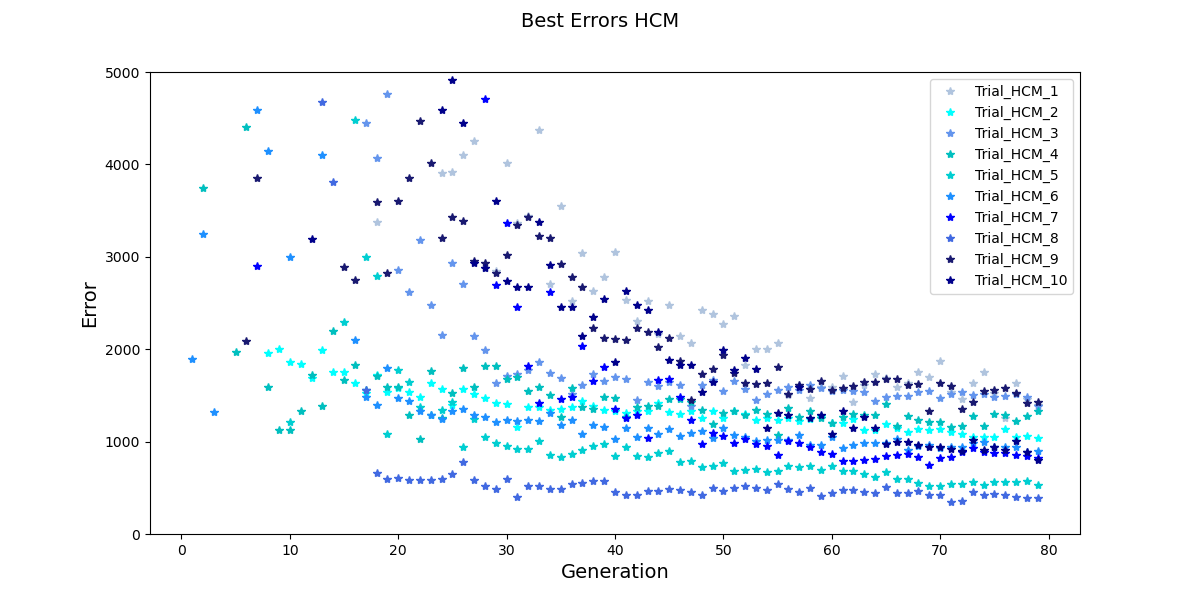 Best Errors HCM
5000
4000
3000
2000
1000
0
Error
0 10 20 30 40 50 60 70 80
Generation
Trial_HCM_1
Trial_HCM_2
Trial_HCM_3
Trial_HCM_4
Trial_HCM_5
Trial_HCM_6
Trial_HCM_7
Trial_HCM_8
Trial_HCM_9
Trial_HCM_10